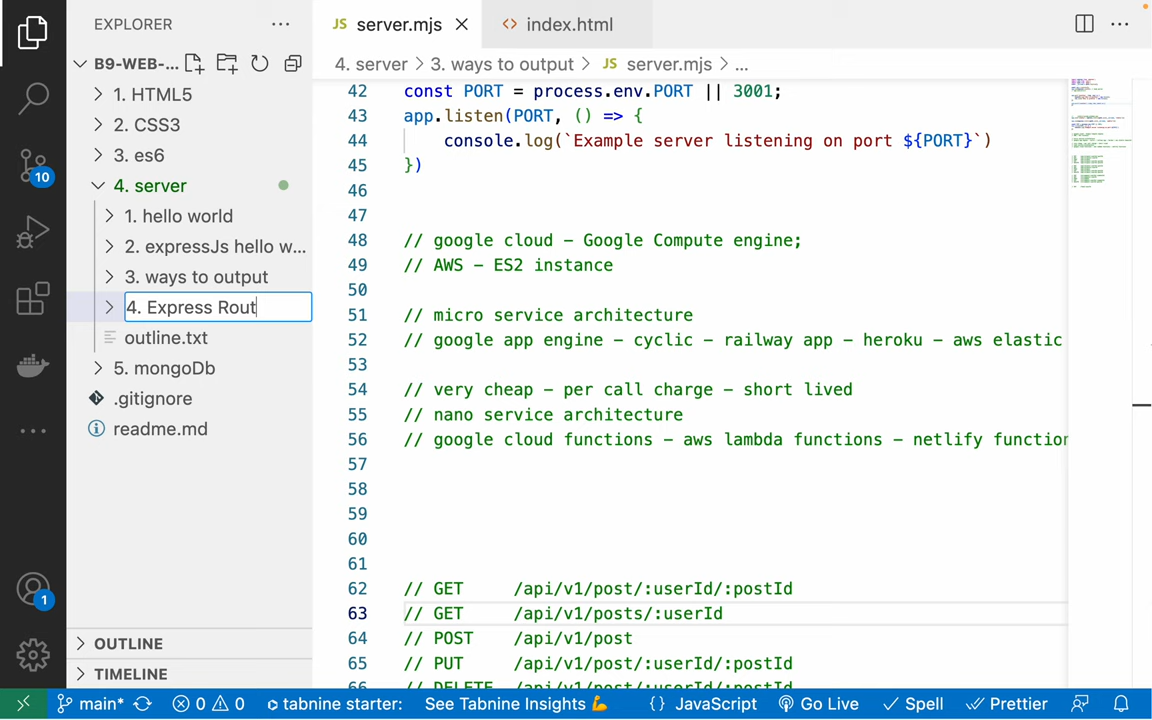 EXPLORER
B9-WEB-...
1. HTML5
2. CSS3
3. es6
4. server
1. hello world
2. expressJs hello w...
3. ways to output
4. Express Rout
outline.txt
5. mongoDb
.gitignore
readme.md
OUTLINE
TIMELINE
10
1
JS server.mjs
<> index.html
4. server > 3. ways to output > JS server.mjs > ...
42 const PORT = process.env.PORT || 3001;
43 app.listen(PORT, () => {
44 console.log(`Example server listening on port ${PORT}`)
45 })
46
47
48 // google cloud - Google Compute engine;
49 // AWS - ES2 instance
50
51 // micro service architecture
52 // google app engine - cyclic - railway app - heroku - aws elastic
53
54 // very cheap - per call charge - short lived
55 // nano service architecture
56 // google cloud functions - aws lambda functions - netlify function
57
58
59
60
61
62 // GET /api/v1/post/:userId/:postId
63 // GET /api/v1/posts/:userId
64 // POST /api/v1/post
65 // PUT /api/v1/post/:userId/:postId
66 // DELETE /api/v1/post/:userId/:postId
main* 0 0 tabnine starter: See Tabnine Insights 💪 {} JavaScript Go Live Spell Prettier